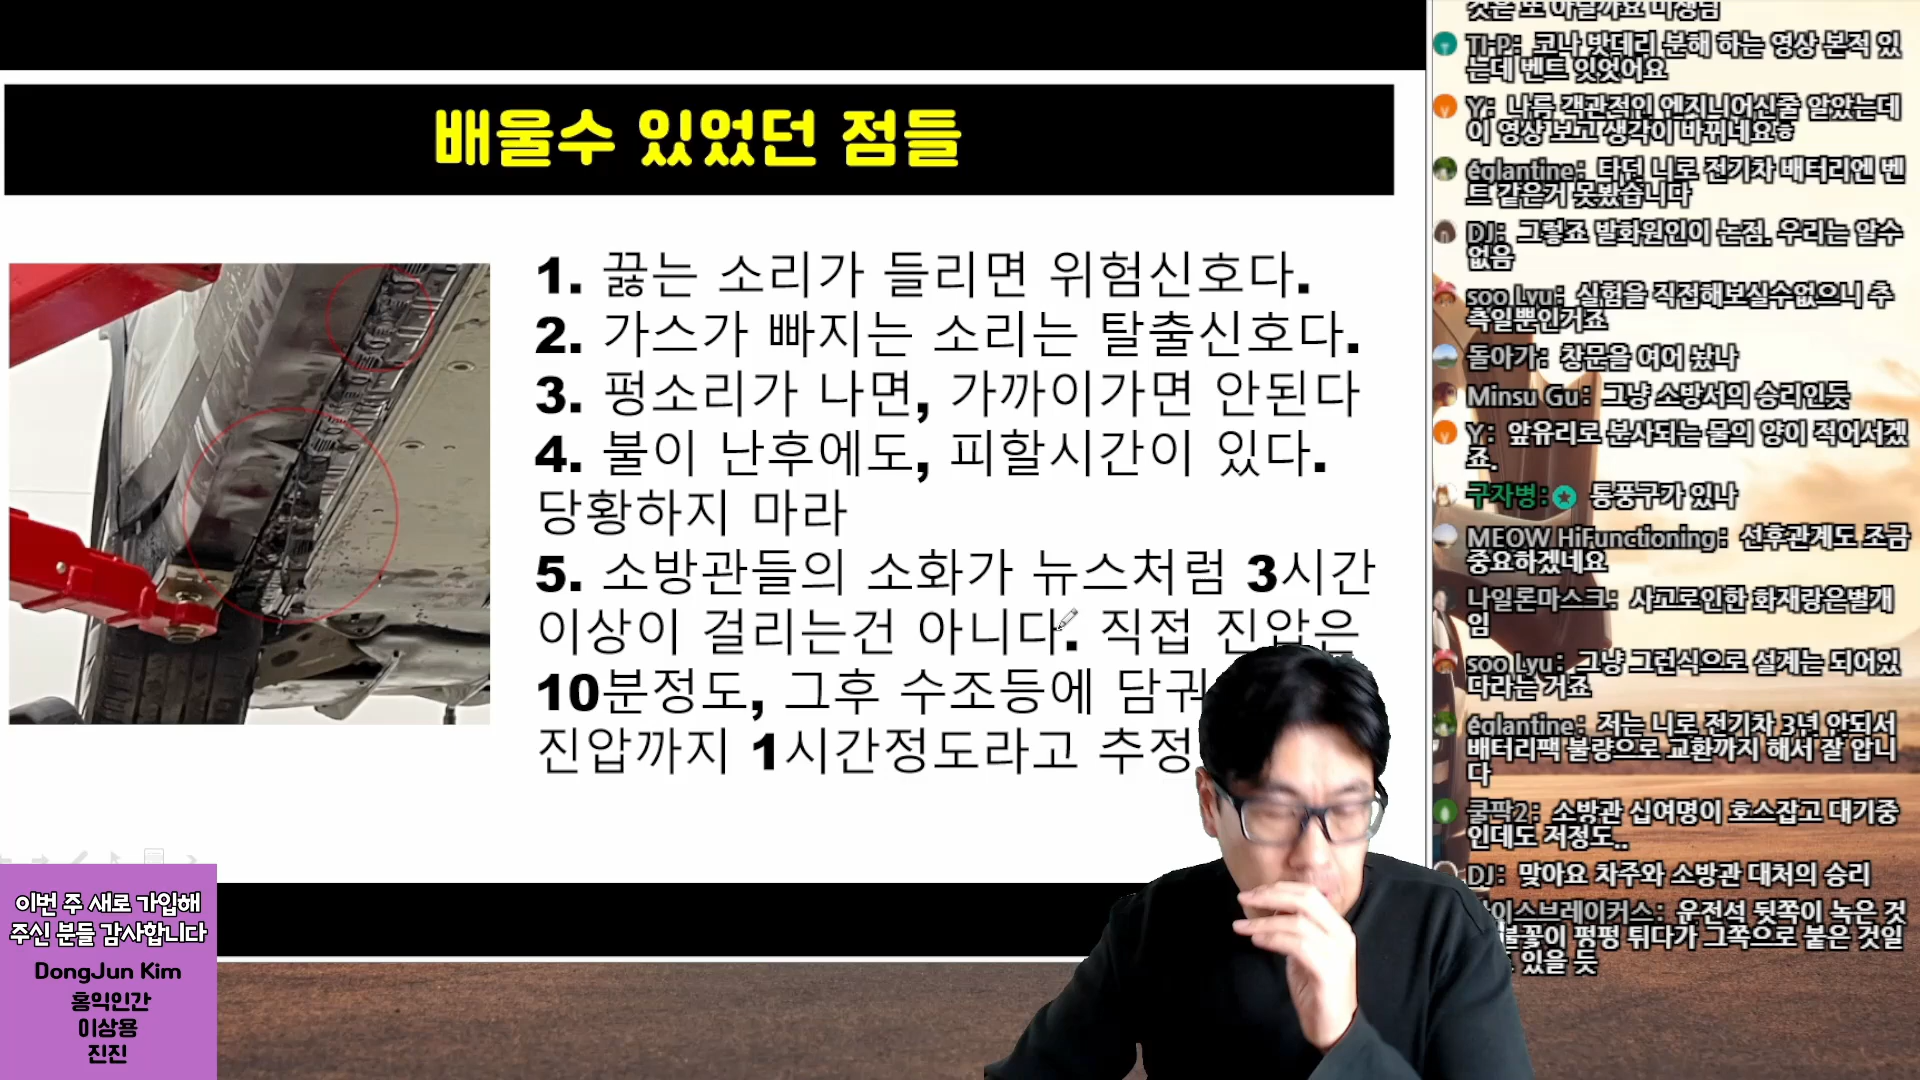 배울수 있었던 점들
1. 끓는 소리가 들리면 위험신호다.
2. 가스가 빠지는 소리는 탈출신호다.
3. 펑소리가 나면, 가까이가면 안된다
4. 불이 난후에도, 피할시간이 있다.
당황하지 마라
5. 소방관들의 소화가 뉴스처럼 3시간
이상이 걸리는건 아니다. 직접 진압은
10분정도, 그후 수조등에 담궈
진압까지 1시간정도라고 추정
이번 주 새로 가입해
주신 분들 감사합니다
DongJun Kim
홍익인간
이상용
진진
것은 또 아닐까요 미생님
TI-P: 코나 밧데리 분해 하는 영상 본적 있
는데 벤트 잇엇어요
Y: 나름 객관적인 엔지니어신줄 알았는데
이 영상 보고 생각이 바뀌네요ㅎ
églantine: 타던 니로 전기차 배터리엔 벤
트 같은거 못봤습니다
DJ: 그렇죠 발화원인이 논점. 우리는 알수
없음
soo Lyu: 실험을 직접해보실수없으니 추
측일뿐인거죠
돌아가: 창문을 여어 놨나
Minsu Gu: 그냥 소방서의 승리인듯
Y: 앞유리로 분사되는 물의 양이 적어서겠
죠.
구자병: 통풍구가 있나
MEOW HiFunctioning: 선후관계도 조금
중요하겠네요
나일론마스크: 사고로인한 화재랑은별개
임
soo Lyu: 그냥 그런식으로 설계는 되어있
다라는 거죠
églantine: 저는 니로 전기차 3년 안되서
배터리팩 불량으로 교환까지 해서 잘 압니
다
쿨팍2: 소방관 십여명이 호스잡고 대기중
인데도 저정도..
DJ: 맞아요 차주와 소방관 대처의 승리
이스브레이커스: 운전석 뒷쪽이 녹은 것
불꽃이 펑펑 튀다가 그쪽으로 붙은 것일
있을 듯